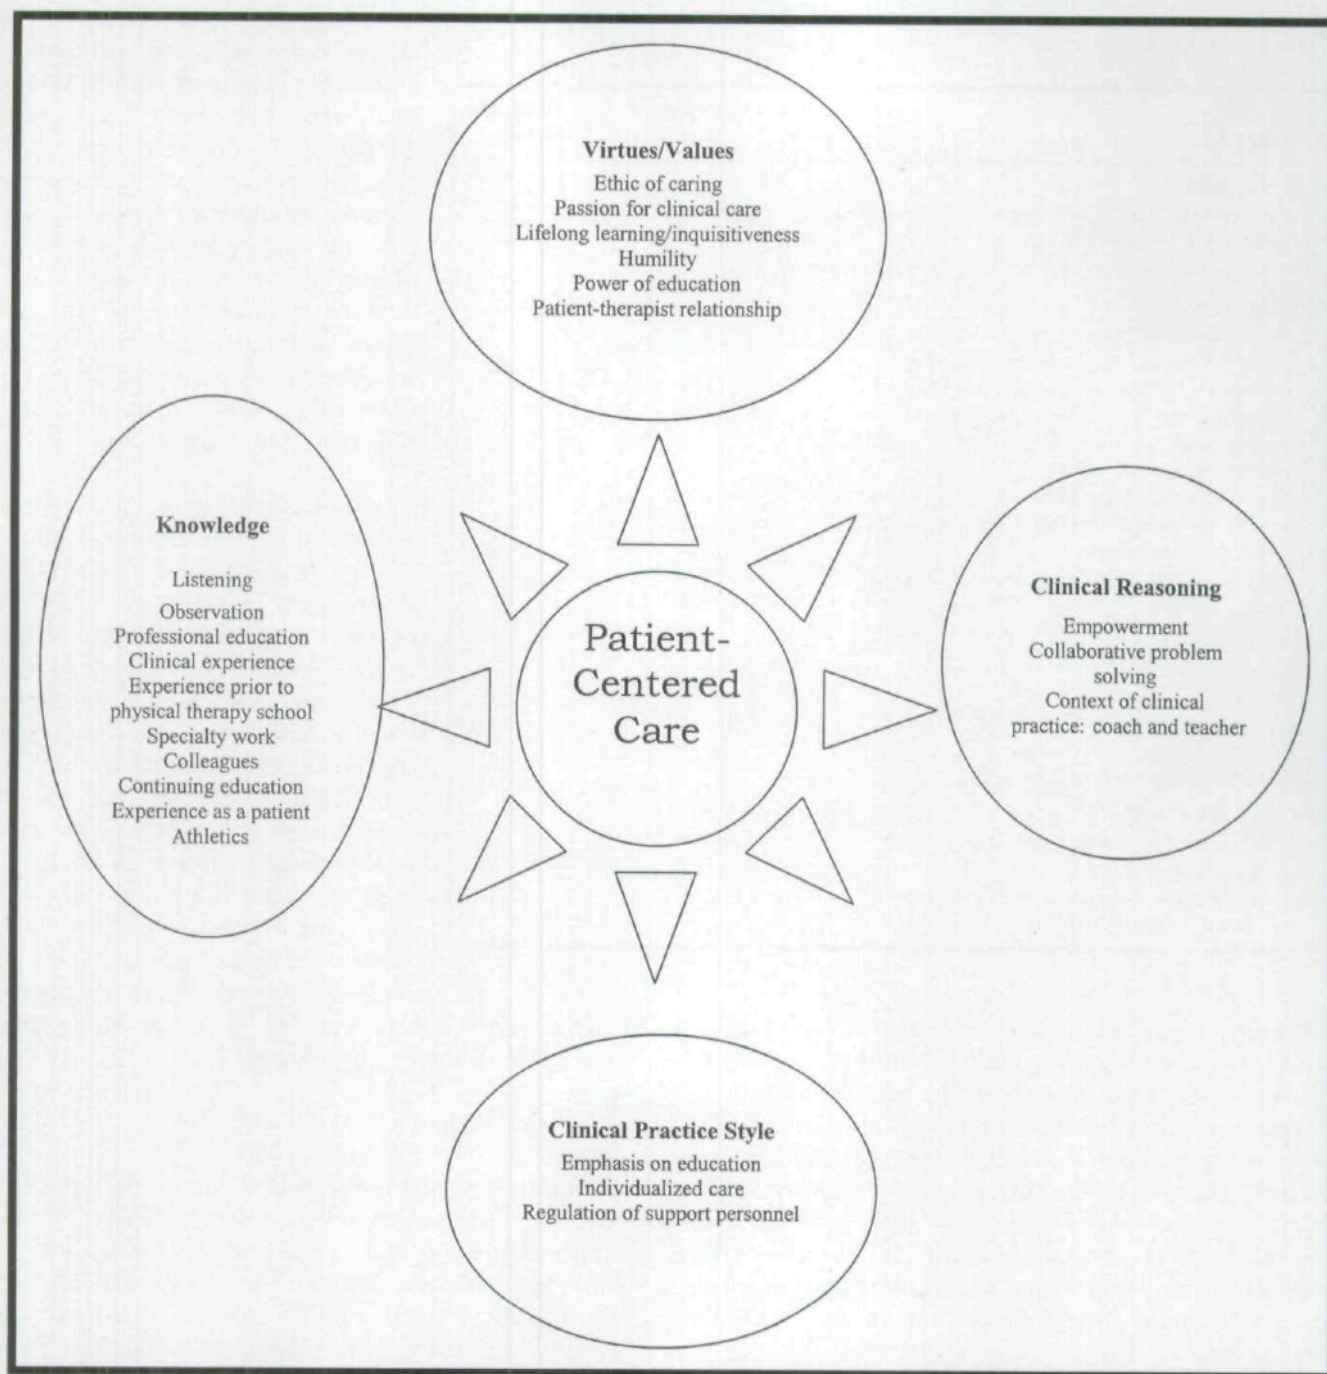 Virtues/Values
Ethic of caring
Passion for clinical care
Lifelong learning/inquisitiveness
Humility
Power of education
Patient-therapist relationship
Knowledge
Listening
Observation
Professional education
Clinical experience
Experience prior to
physical therapy school
Specialty work
Colleagues
Continuing education
Experience as a patient
Athletics
Patient-
Centered
Care
Clinical Reasoning
Empowerment
Collaborative problem
solving
Context of clinical
practice: coach and teacher
Clinical Practice Style
Emphasis on education
Individualized care
Regulation of support personnel